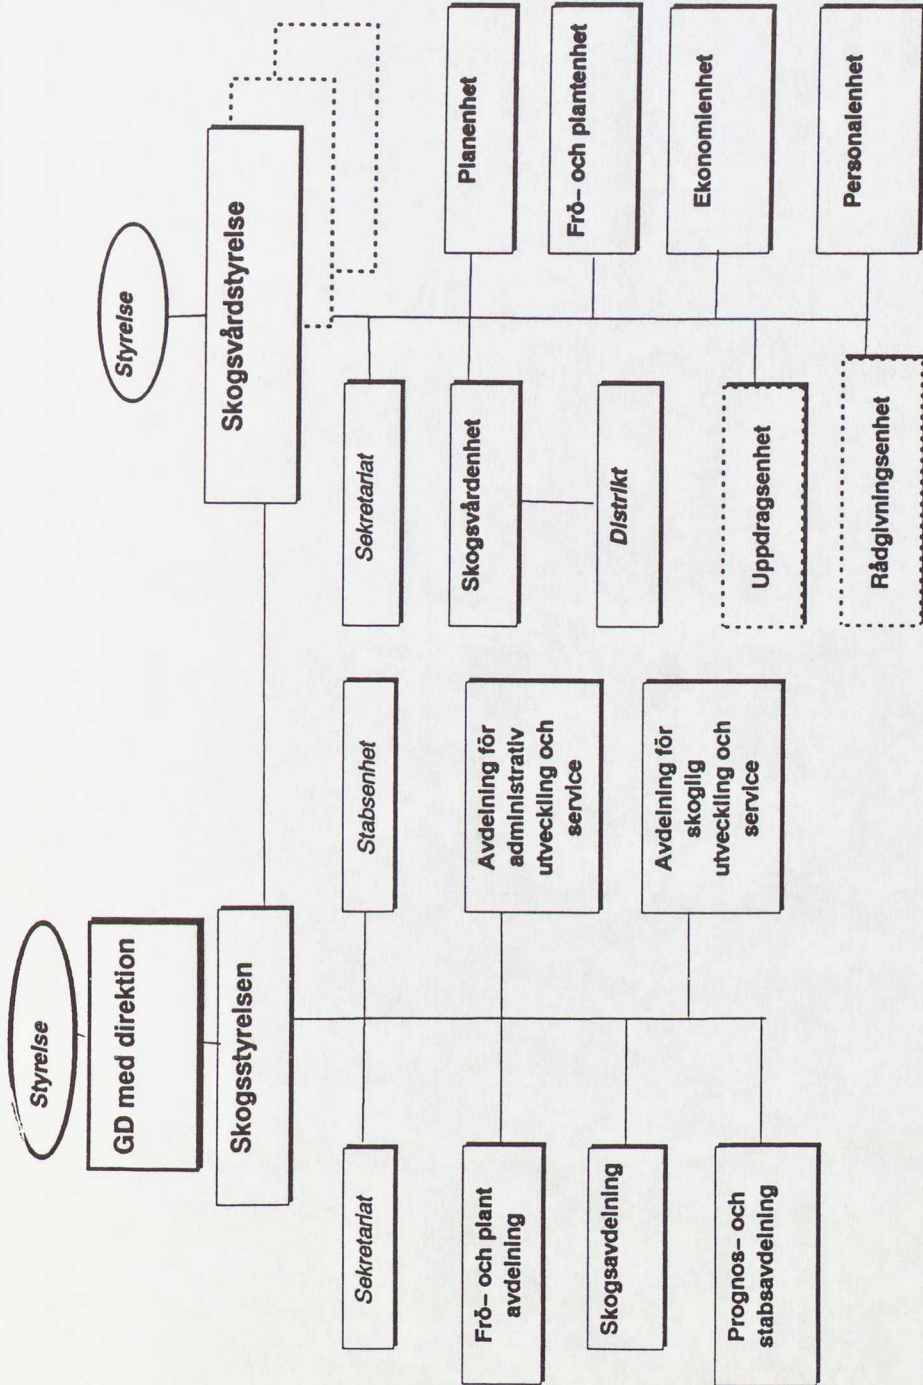 Styrelse
GD med direktion
Skogsstyrelsen
Sekretariat
Stabsenhet
Frö- och plant
avdelning
Avdelning för
administrativ
utveckling och
service
Skogsavdelning
Avdelning för
skoglig
utveckling och
service
Prognos- och
stabsavdelning
Styrelse
Skogsvårdstyrelse
Sekretariat
Planenhet
Skogsvårdenhet
Distrikt
Frö- och plantenhet
Ekonomienhet
Uppdragsenhet
Personalenhet
Rådgivningsenhet